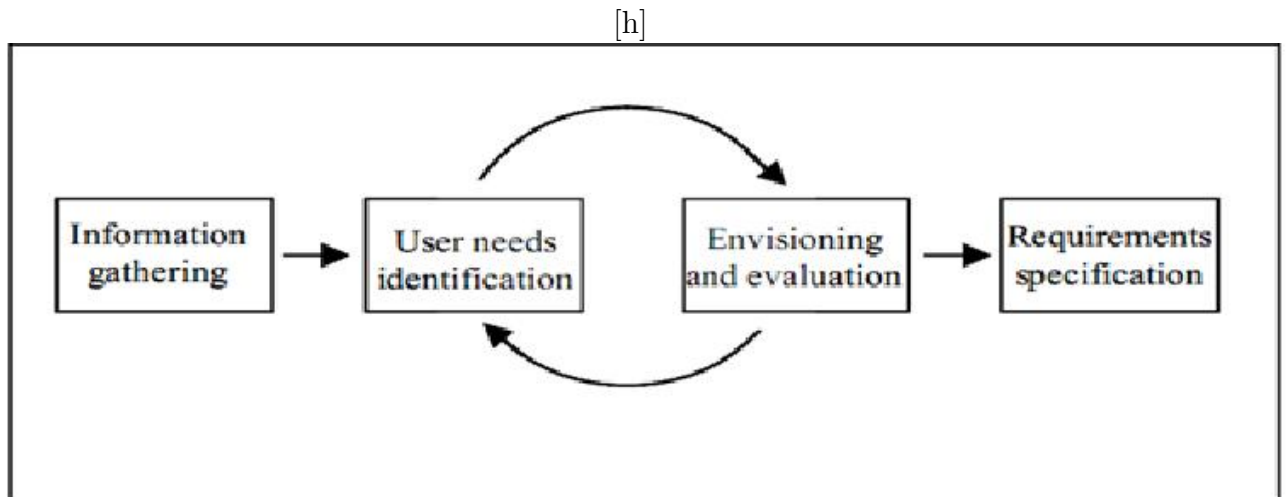 [h]
Information
gathering
User needs
identification
Envisioning
and evaluation
Requirements
specification